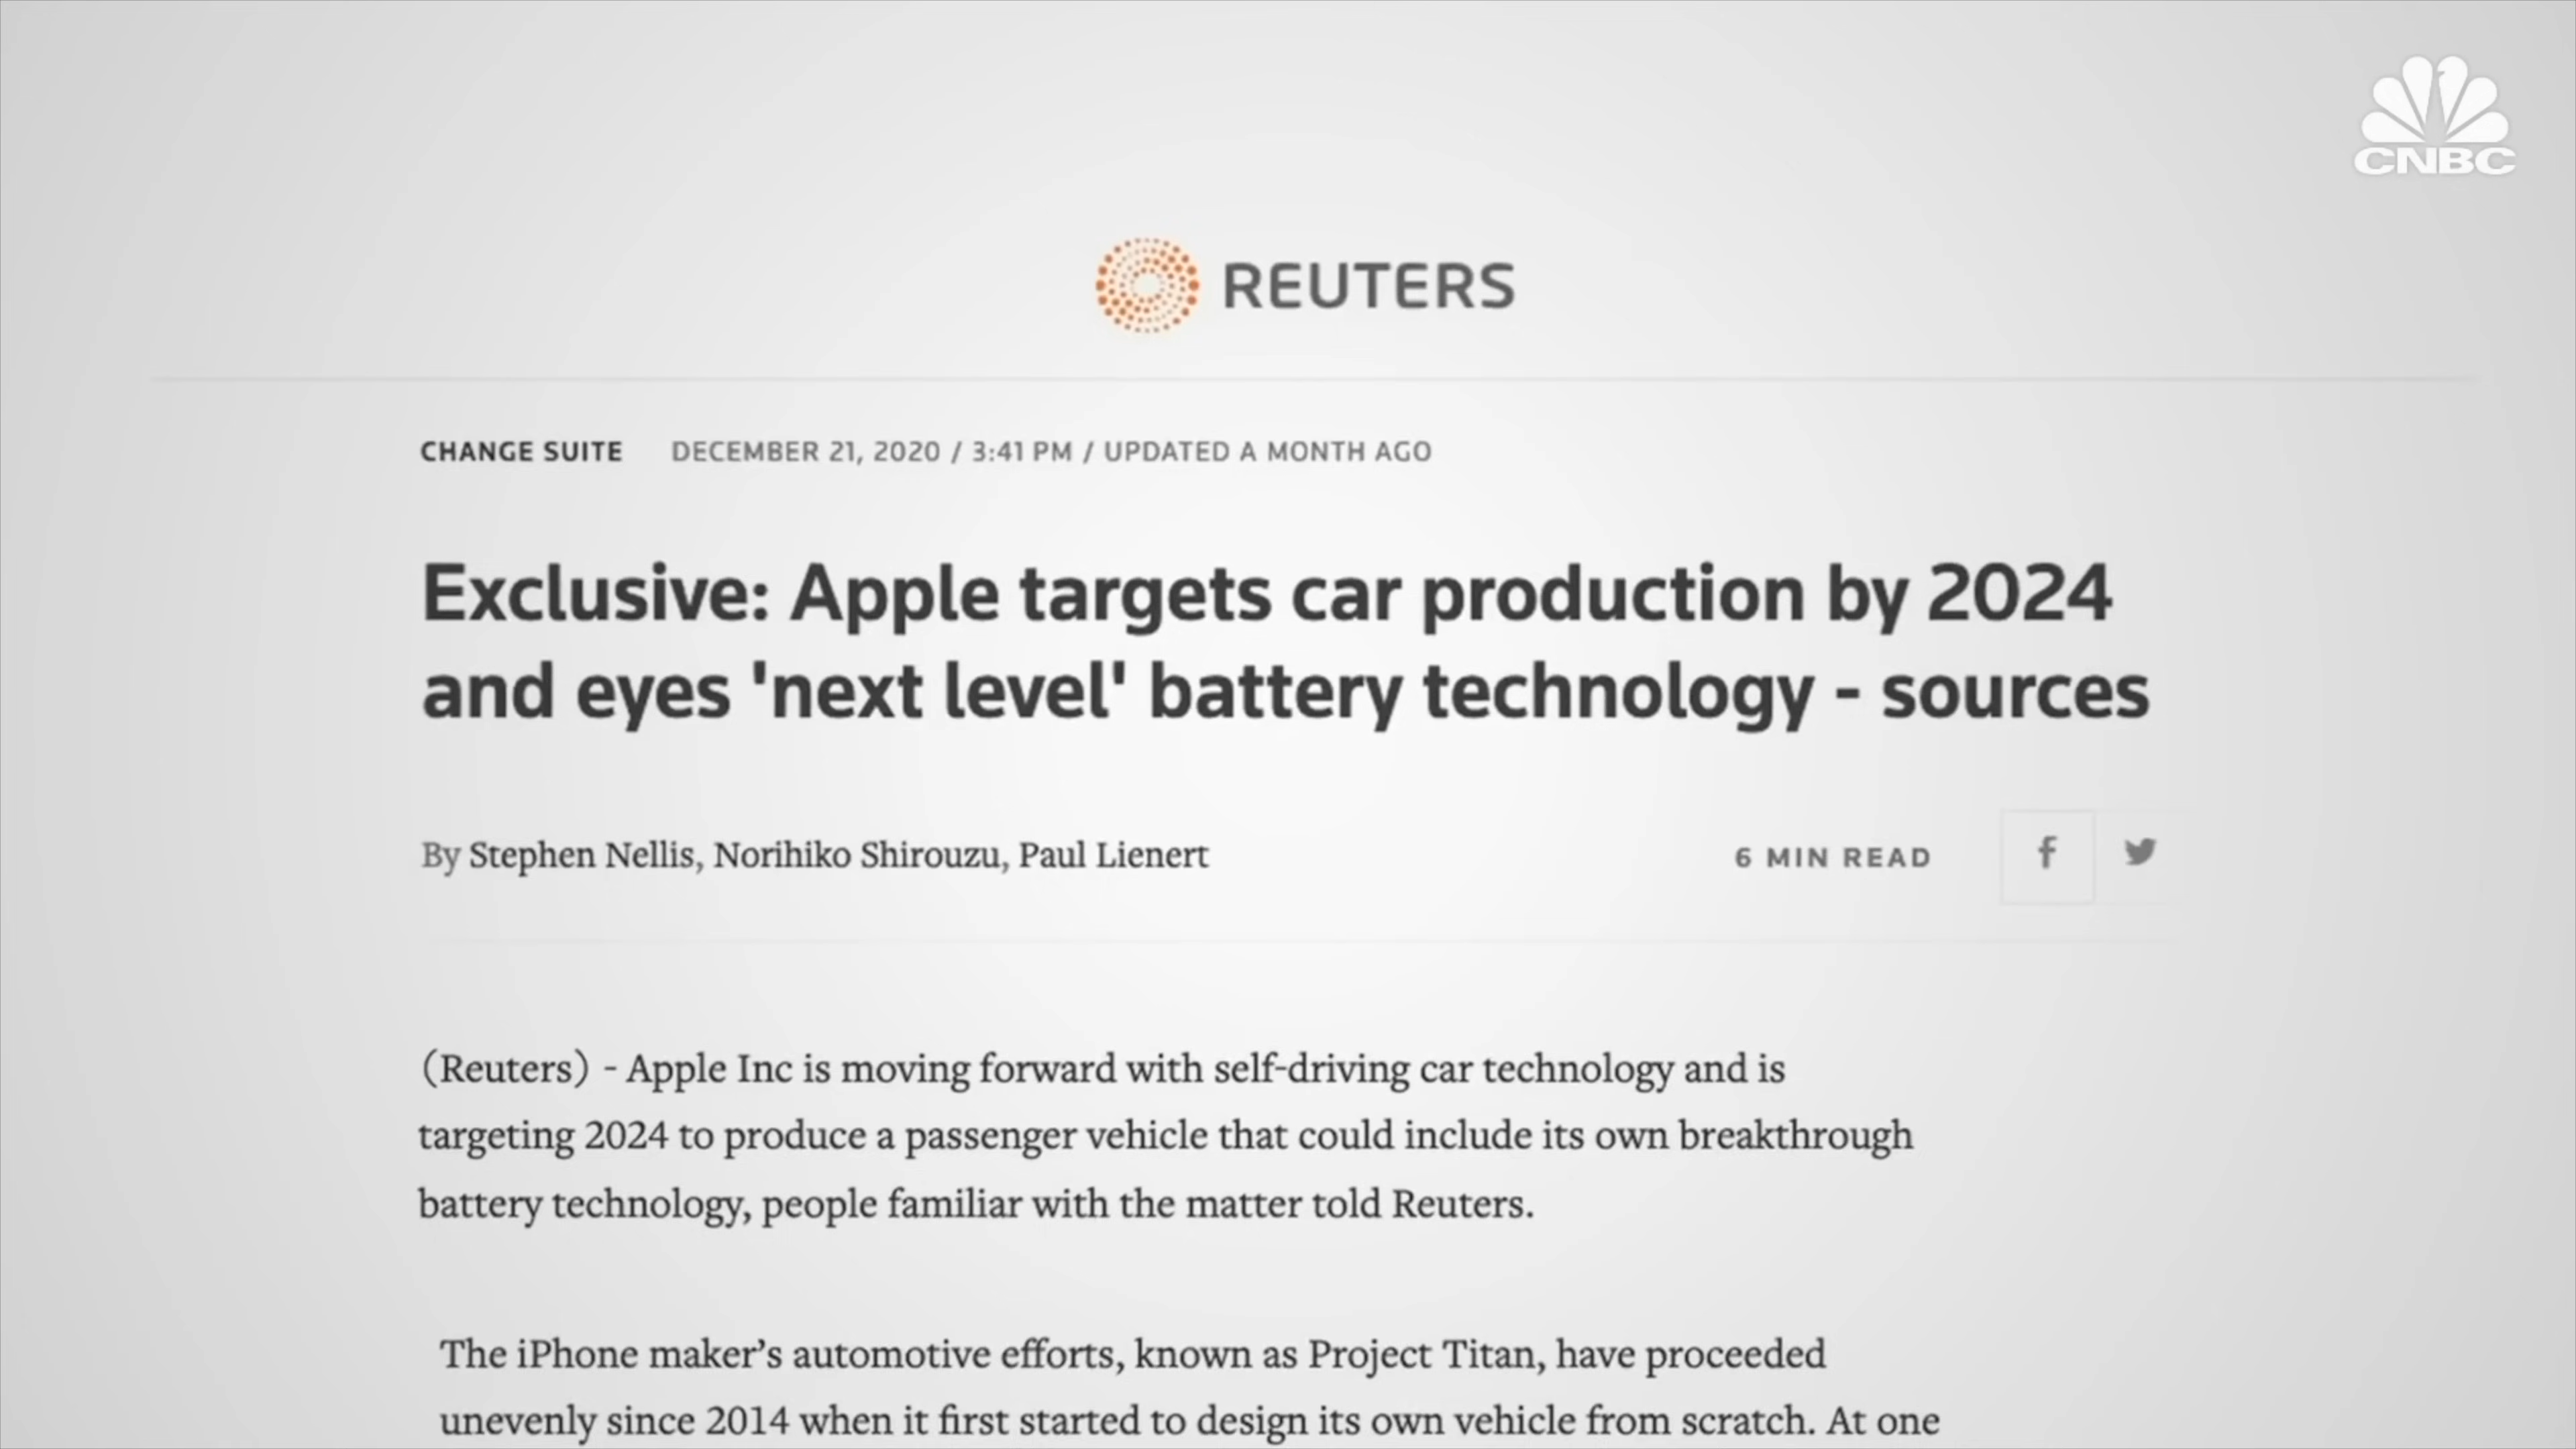 CNBC
REUTERS
CHANGE SUITE DECEMBER 21, 2020 / 3:41 PM / UPDATED A MONTH AGO
Exclusive: Apple targets car production by 2024
and eyes 'next level' battery technology - sources
By Stephen Nellis, Norihiko Shirouzu, Paul Lienert 6 MIN READ
(Reuters) - Apple Inc is moving forward with self-driving car technology and is
targeting 2024 to produce a passenger vehicle that could include its own breakthrough
battery technology, people familiar with the matter told Reuters.
The iPhone maker’s automotive efforts, known as Project Titan, have proceeded
unevenly since 2014 when it first started to design its own vehicle from scratch. At one